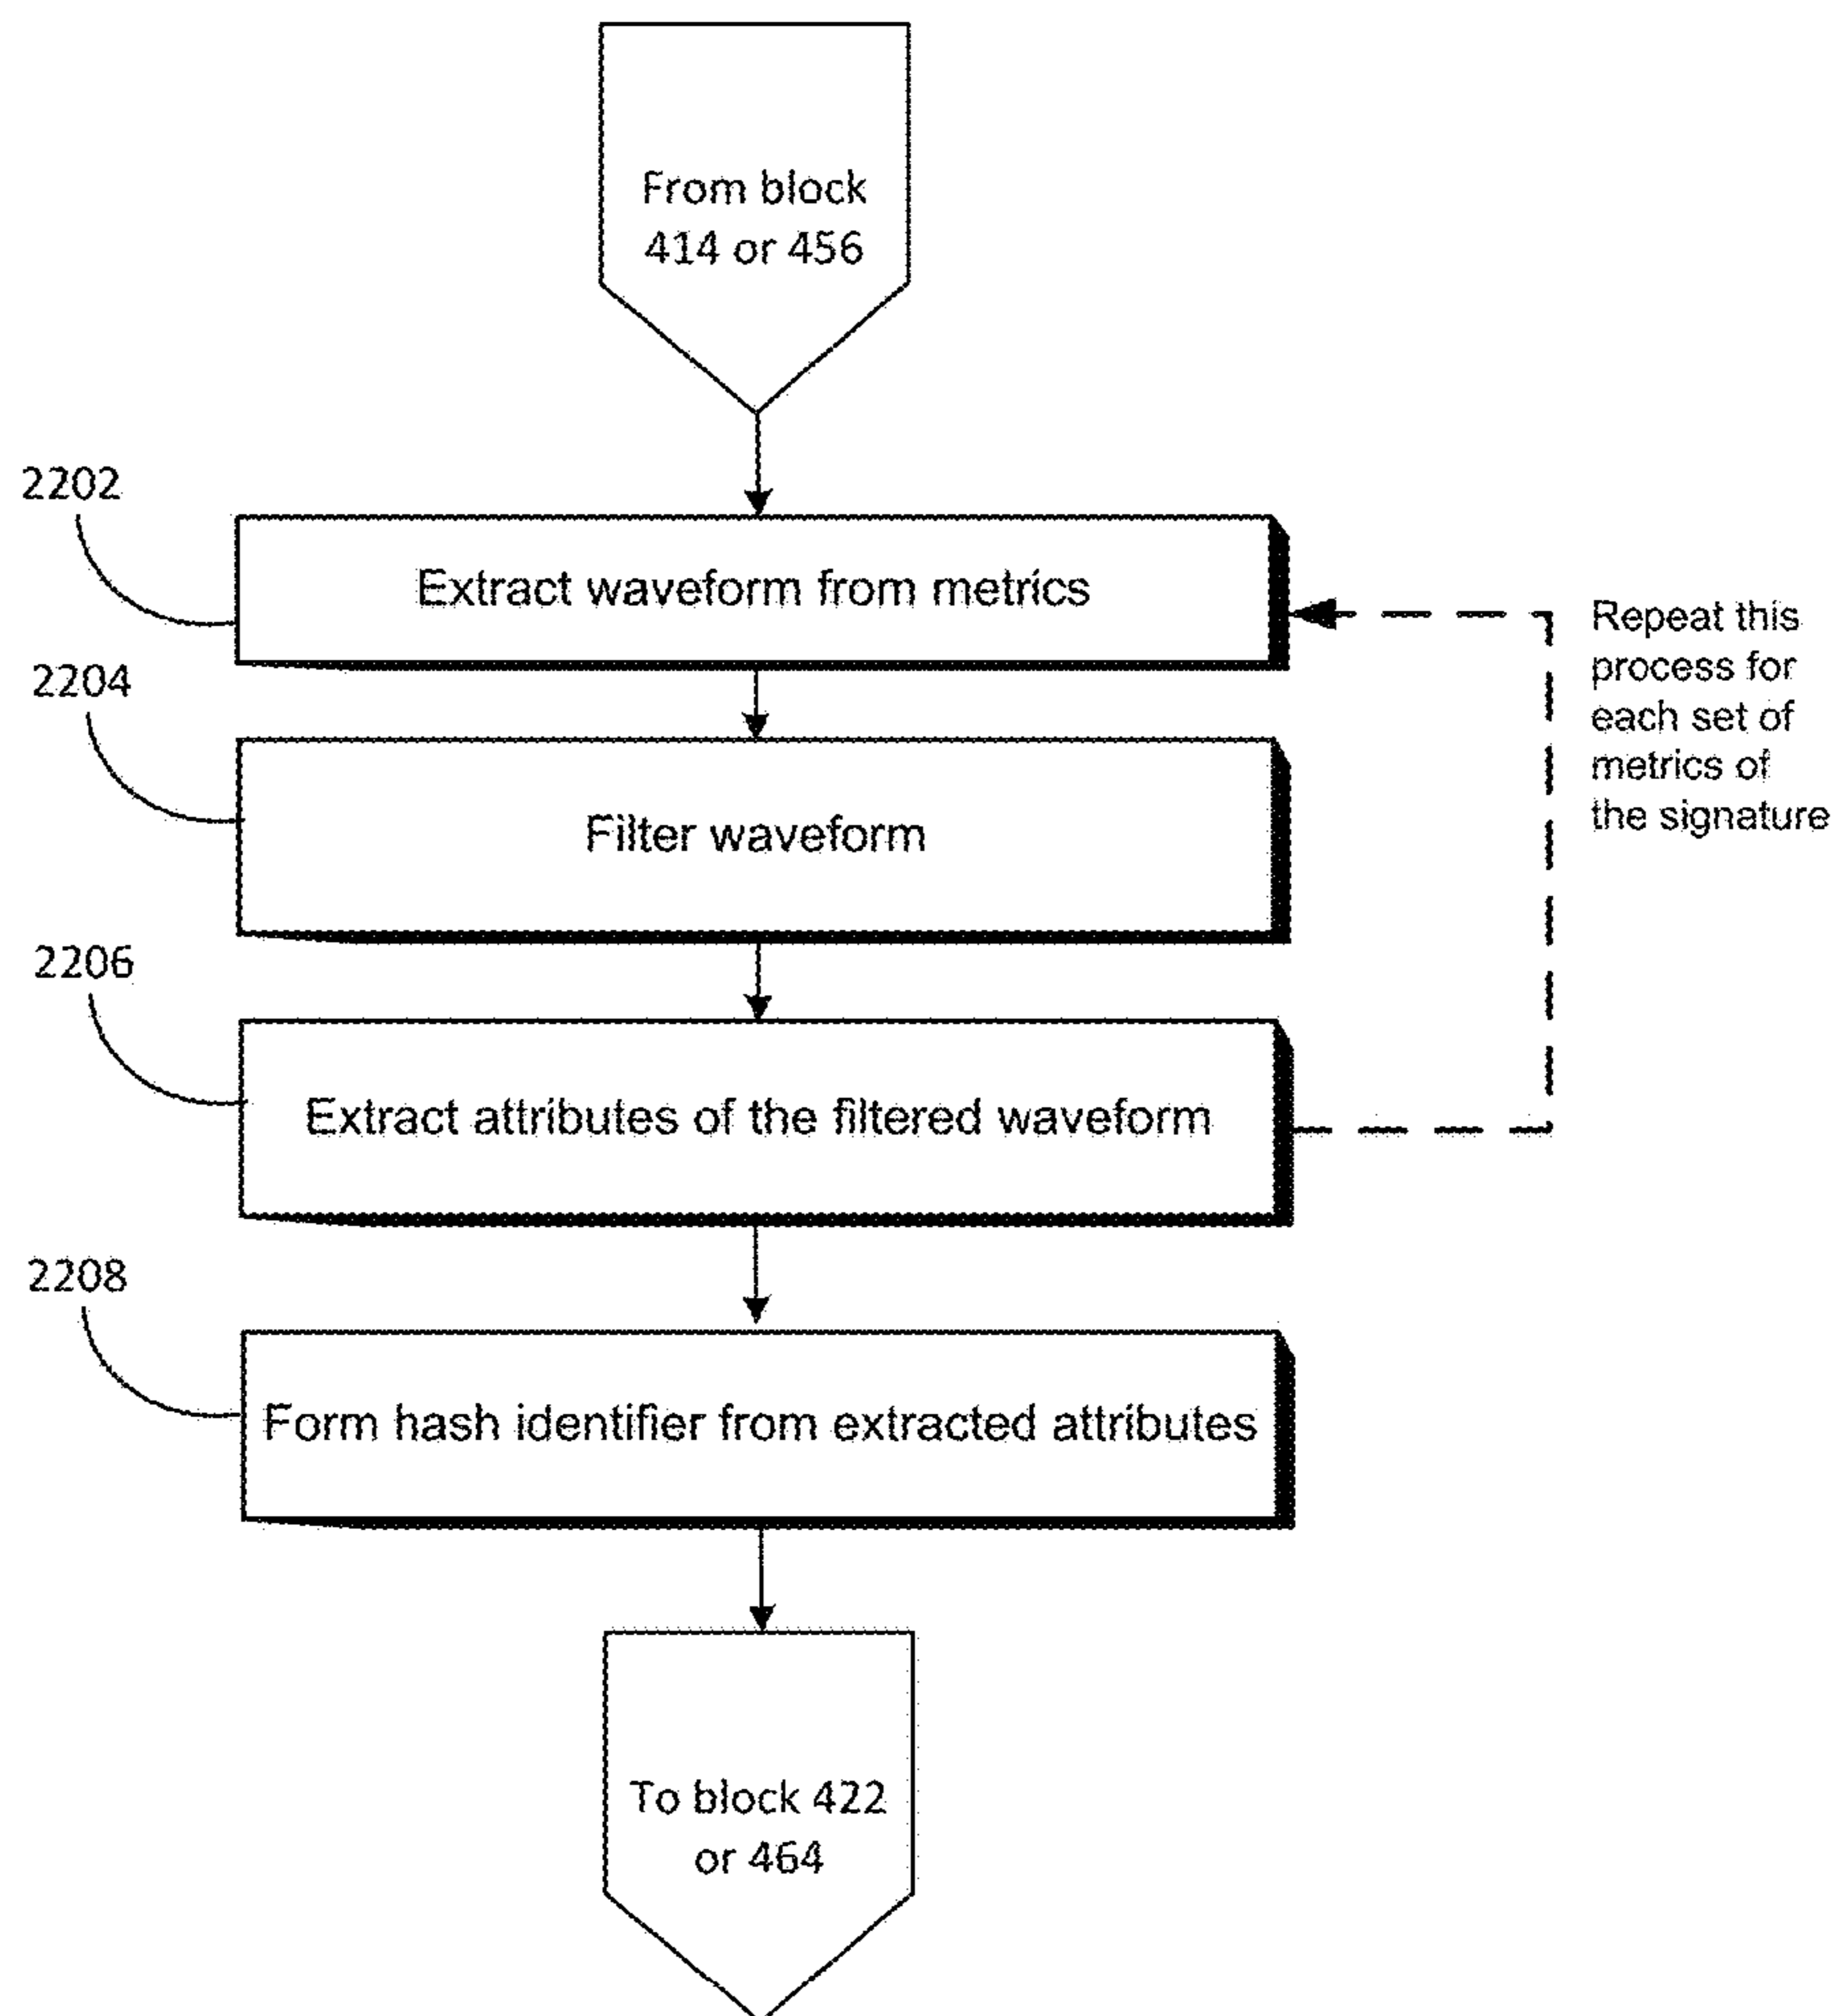 From block
414 or 456
2202
Extract waveform from metrics
Repeat this
process for
each set of
metrics of
the signature
2204
Filter waveform
2206
Extract attributes of the filtered waveform
2208
Form hash identifier from extracted attributes
To block 422
or 464